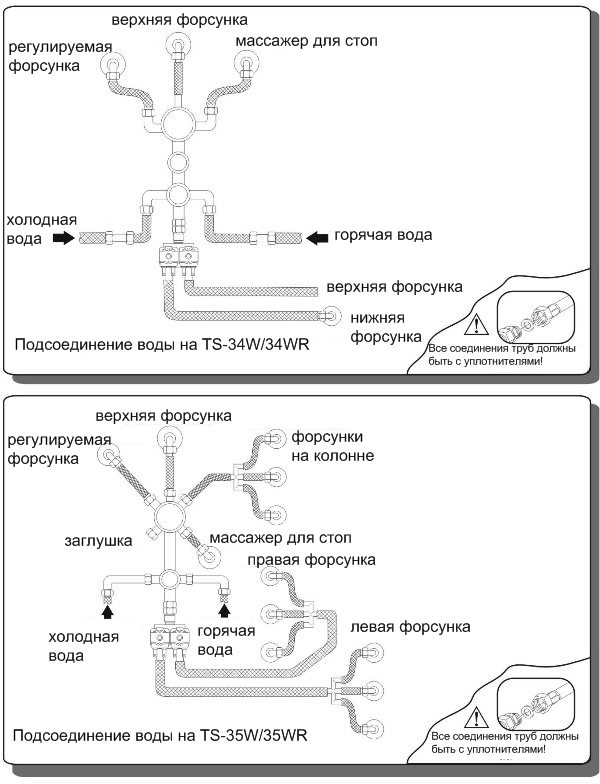 верхняя форсунка
регулируемая
форсунка
массажер для стоп
холодная
вода
горячая вода
верхняя форсунка
нижняя
форсунка
Подсоединение воды на TS-34W/34WR
Все соединения труб должны
быть с уплотнителями!
верхняя форсунка
регулируемая
форсунка
форсунки
на колонне
заглушка
массажер для стоп
правая форсунка
холодная
вода
горячая
вода
левая форсунка
Подсоединение воды на TS-35W/35WR
Все соединения труб должны
быть с уплотнителями!